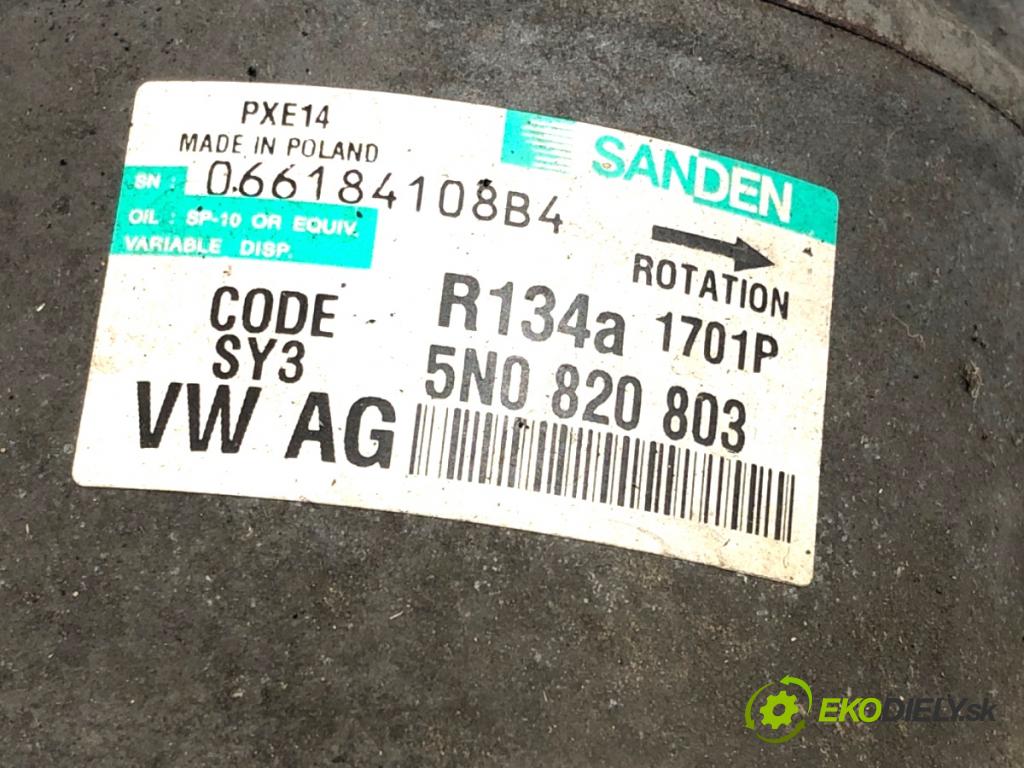 PXE14
MADE IN POLAND
SANDEN
SN : 066184108B4
OIL : SP-10 OR EQUIV.
VARIABLE DISP.
ROTATION
CODE
SY3
R134a 1701P
5N0 820 803
VW AG
EKODIELY.sk